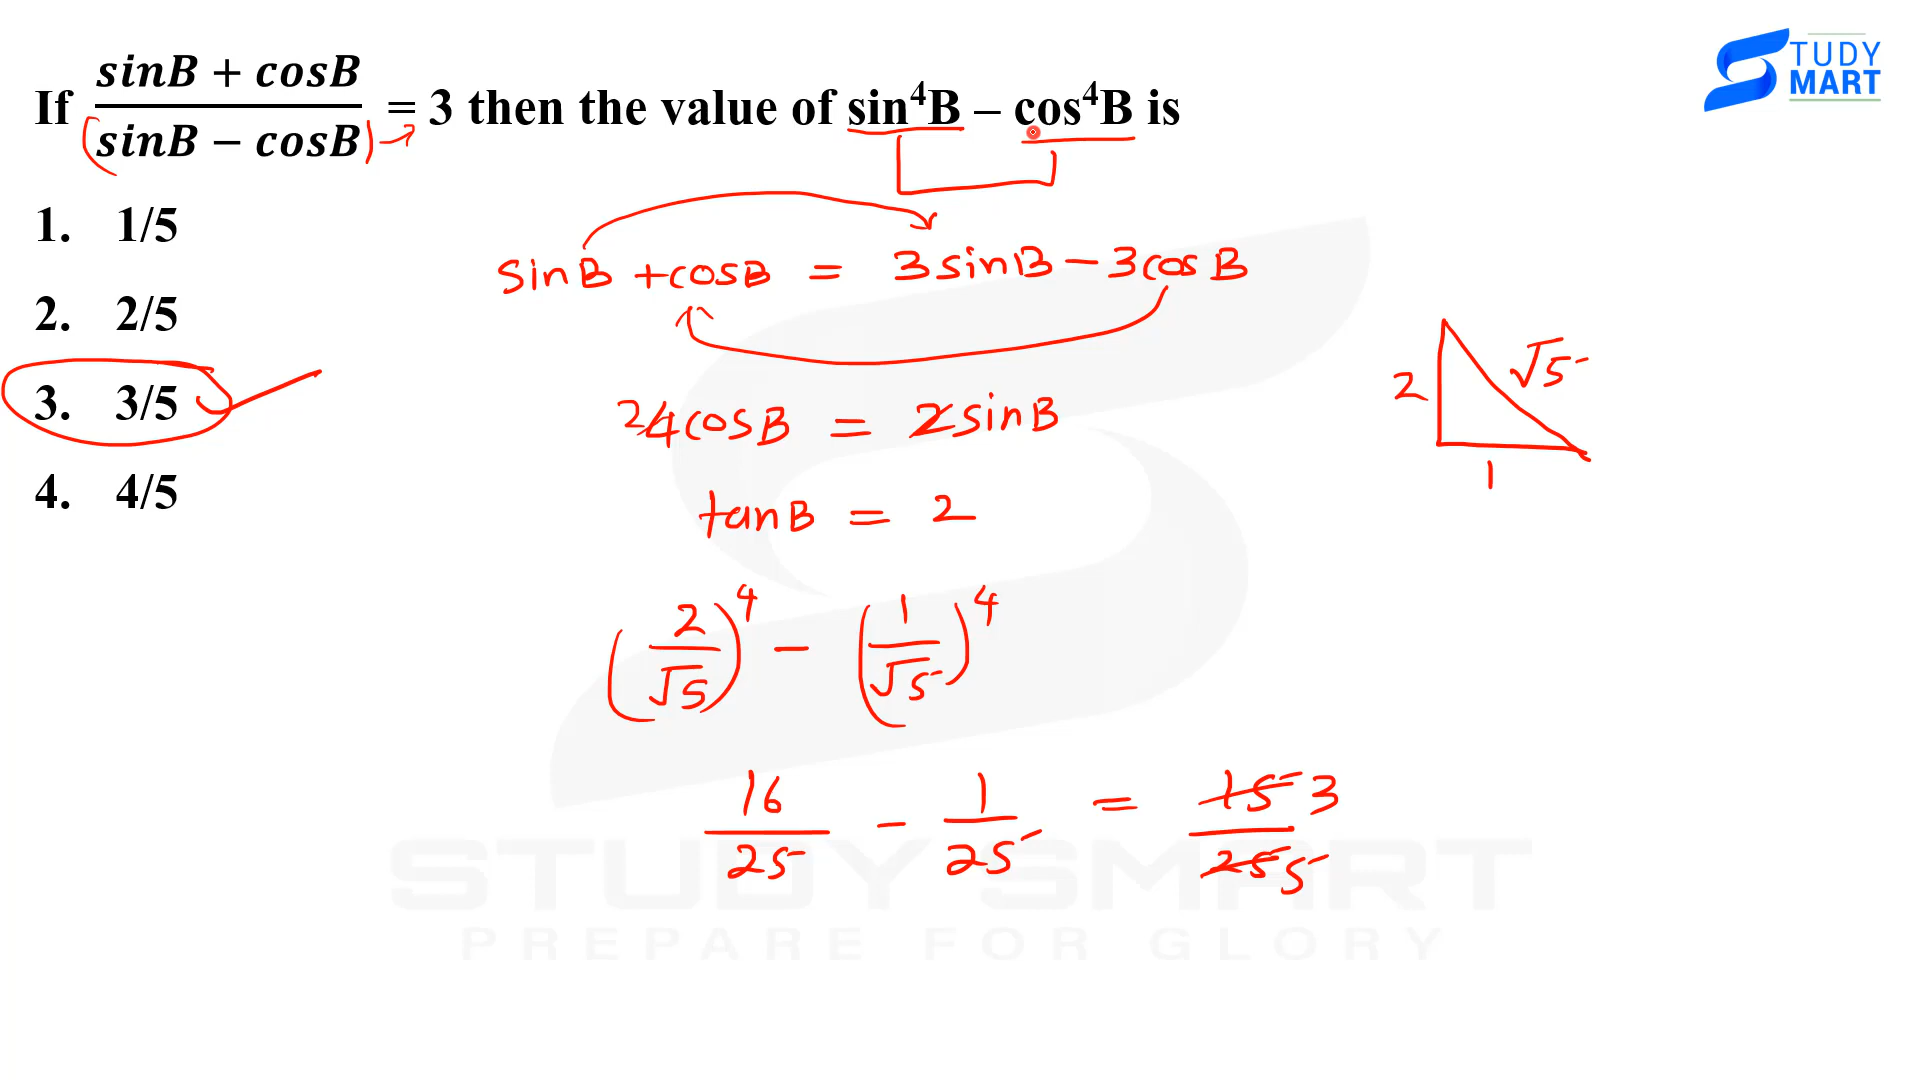 STUDY
MART
If (sinB + cosB)/(sinB − cosB) = 3 then the value of sin⁴B – cos⁴B is
1. 1/5
2. 2/5
3. 3/5
4. 4/5
sinB + cosB = 3sinB − 3cosB
24cosB = 2sinB
tanB = 2
2
√5
1
(2/√5)⁴ − (1/√5)⁴
16/25 − 1/25 = 15/25 3/5
STUDY SMART
PREPARE FOR GLORY